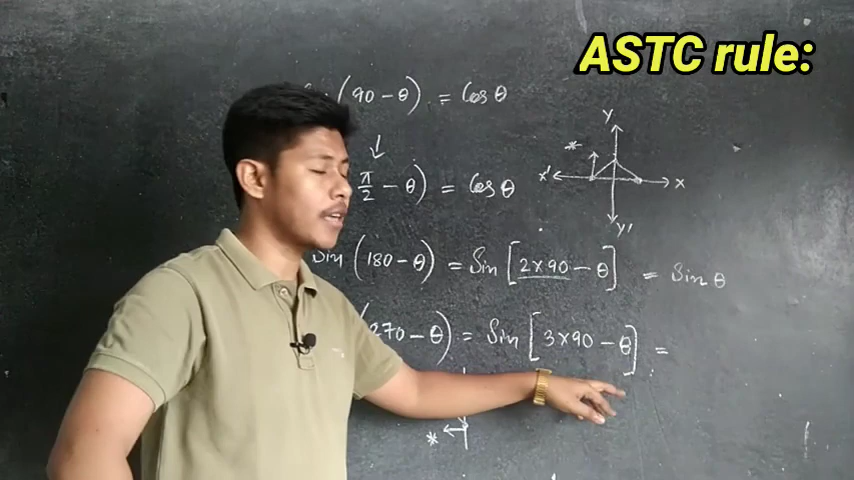 ASTC rule:
(90 - θ) = Cos θ
Y
*
X' X
π/2 - θ) = Cos θ
Y'
Sin (180 - θ) = Sin [2×90 - θ] = Sin θ
(270 - θ) = Sin [3×90 - θ] =
*